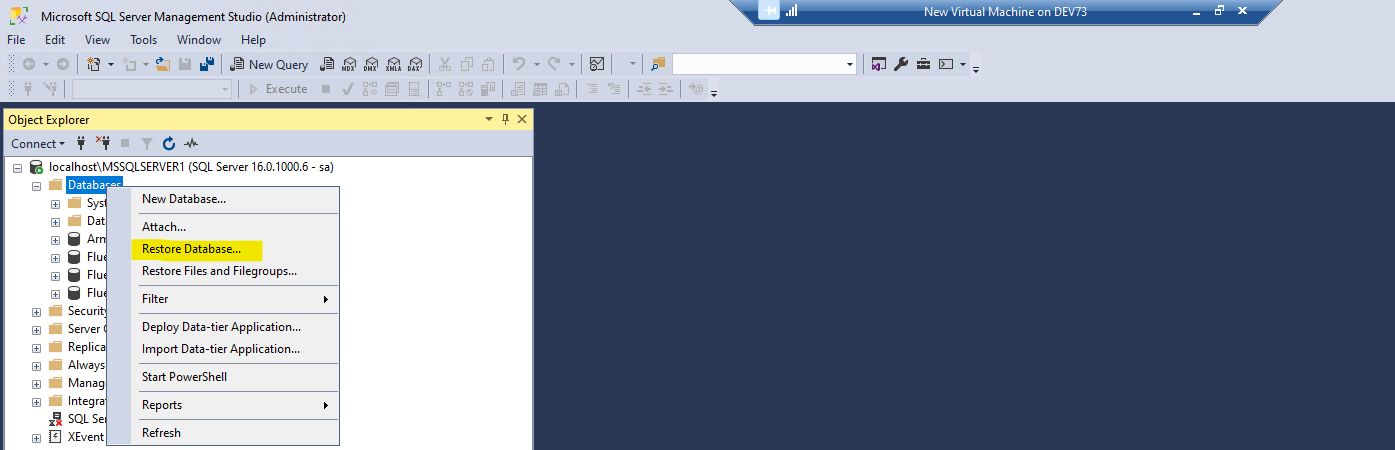 Microsoft SQL Server Management Studio (Administrator)
New Virtual Machine on DEV73
File Edit View Tools Window Help
New Query MDX DMX XMLA DAX
Execute
Object Explorer
Connect
localhost\MSSQLSERVER1 (SQL Server 16.0.1000.6 - sa)
Databases
Syst
Data
Arm
Flue
Flue
Flue
Security
Server O
Replica
Always
Manag
Integrat
SQL Ser
XEvent
New Database...
Attach...
Restore Database...
Restore Files and Filegroups...
Filter
Deploy Data-tier Application...
Import Data-tier Application...
Start PowerShell
Reports
Refresh